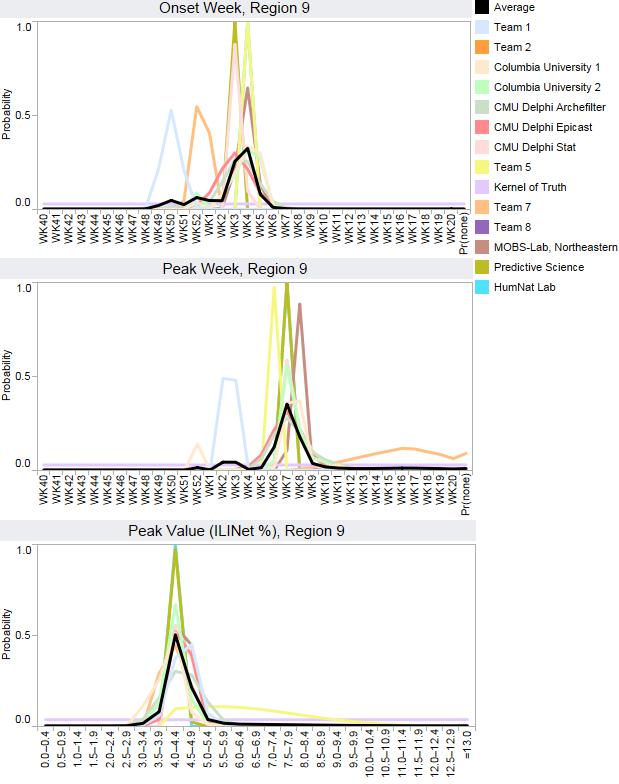 Onset Week, Region 9
1.0
0.5
0.0
Probability
WK40
WK41
WK42
WK43
WK44
WK45
WK46
WK47
WK48
WK49
WK50
WK51
WK52
WK1
WK2
WK3
WK4
WK5
WK6
WK7
WK8
WK9
WK10
WK11
WK12
WK13
WK14
WK15
WK16
WK17
WK18
WK19
WK20
Pr(none)
Average
Team 1
Team 2
Columbia University 1
Columbia University 2
CMU Delphi Archefilter
CMU Delphi Epicast
CMU Delphi Stat
Team 5
Kernel of Truth
Team 7
Team 8
MOBS-Lab, Northeastern
Predictive Science
HumNat Lab
Peak Week, Region 9
1.0
0.5
0.0
Probability
WK40
WK41
WK42
WK43
WK44
WK45
WK46
WK47
WK48
WK49
WK50
WK51
WK52
WK1
WK2
WK3
WK4
WK5
WK6
WK7
WK8
WK9
WK10
WK11
WK12
WK13
WK14
WK15
WK16
WK17
WK18
WK19
WK20
Pr(none)
Peak Value (ILINet %), Region 9
1.0
0.5
0.0
Probability
0.0–0.4
0.5–0.9
1.0–1.4
1.5–1.9
2.0–2.4
2.5–2.9
3.0–3.4
3.5–3.9
4.0–4.4
4.5–4.9
5.0–5.4
5.5–5.9
6.0–6.4
6.5–6.9
7.0–7.4
7.5–7.9
8.0–8.4
8.5–8.9
9.0–9.4
9.5–9.9
10.0–10.4
10.5–10.9
11.0–11.4
11.5–11.9
12.0–12.4
12.5–12.9
=13.0